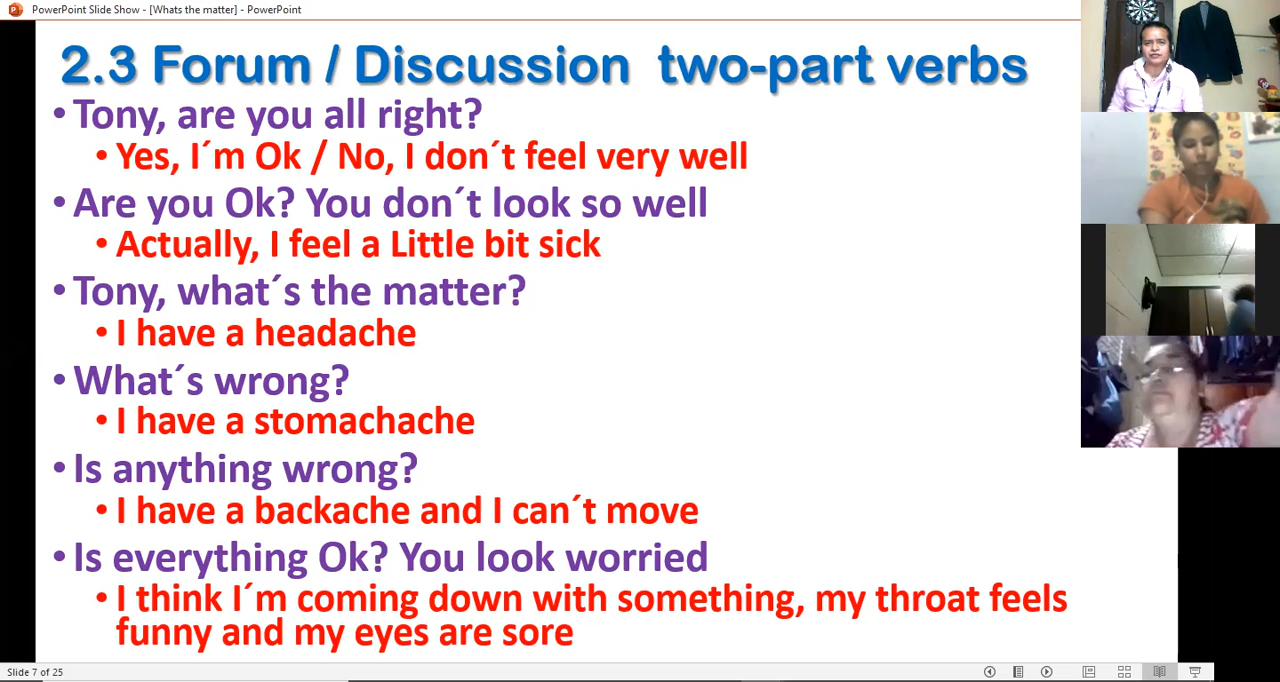 PowerPoint Slide Show - [Whats the matter] - PowerPoint
2.3 Forum / Discussion two-part verbs
• Tony, are you all right?
• Yes, I´m Ok / No, I don´t feel very well
• Are you Ok? You don´t look so well
• Actually, I feel a Little bit sick
• Tony, what´s the matter?
• I have a headache
• What´s wrong?
• I have a stomachache
• Is anything wrong?
• I have a backache and I can´t move
• Is everything Ok? You look worried
• I think I´m coming down with something, my throat feels
funny and my eyes are sore
Slide 7 of 25